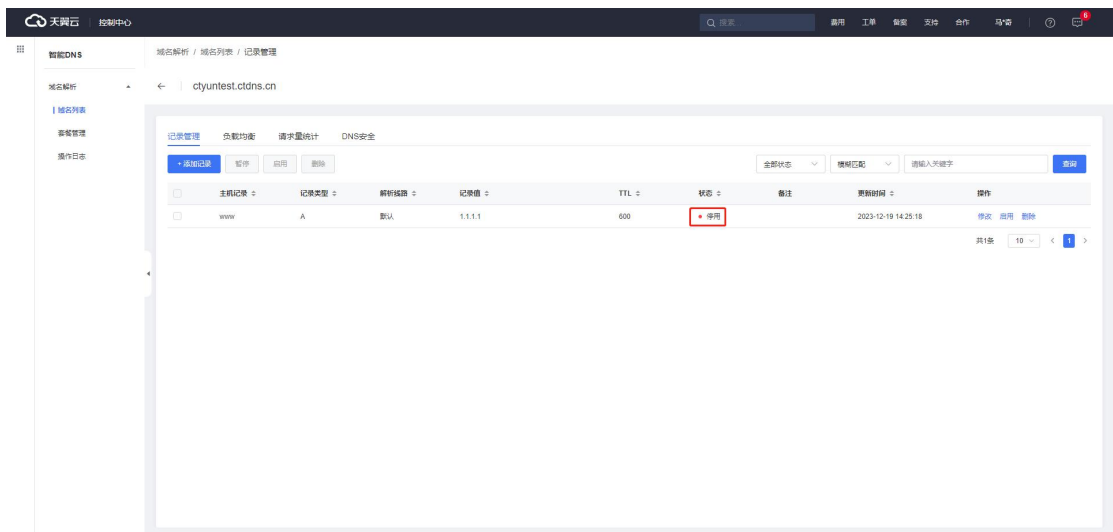 天翼云 控制中心 搜索 费用 工单 备案 支持 合作 马*奇 6
智能DNS
域名解析 / 域名列表 / 记录管理
域名解析
ctyuntest.ctdns.cn
域名列表
套餐管理
操作日志
记录管理 负载均衡 请求量统计 DNS安全
+ 添加记录 暂停 启用 删除 全部状态 模糊匹配 请输入关键字 查询
主机记录 记录类型 解析线路 记录值 TTL 状态 备注 更新时间 操作
www A 默认 1.1.1.1 600 停用 2023-12-19 14:25:18 修改 启用 删除
共1条 10 1